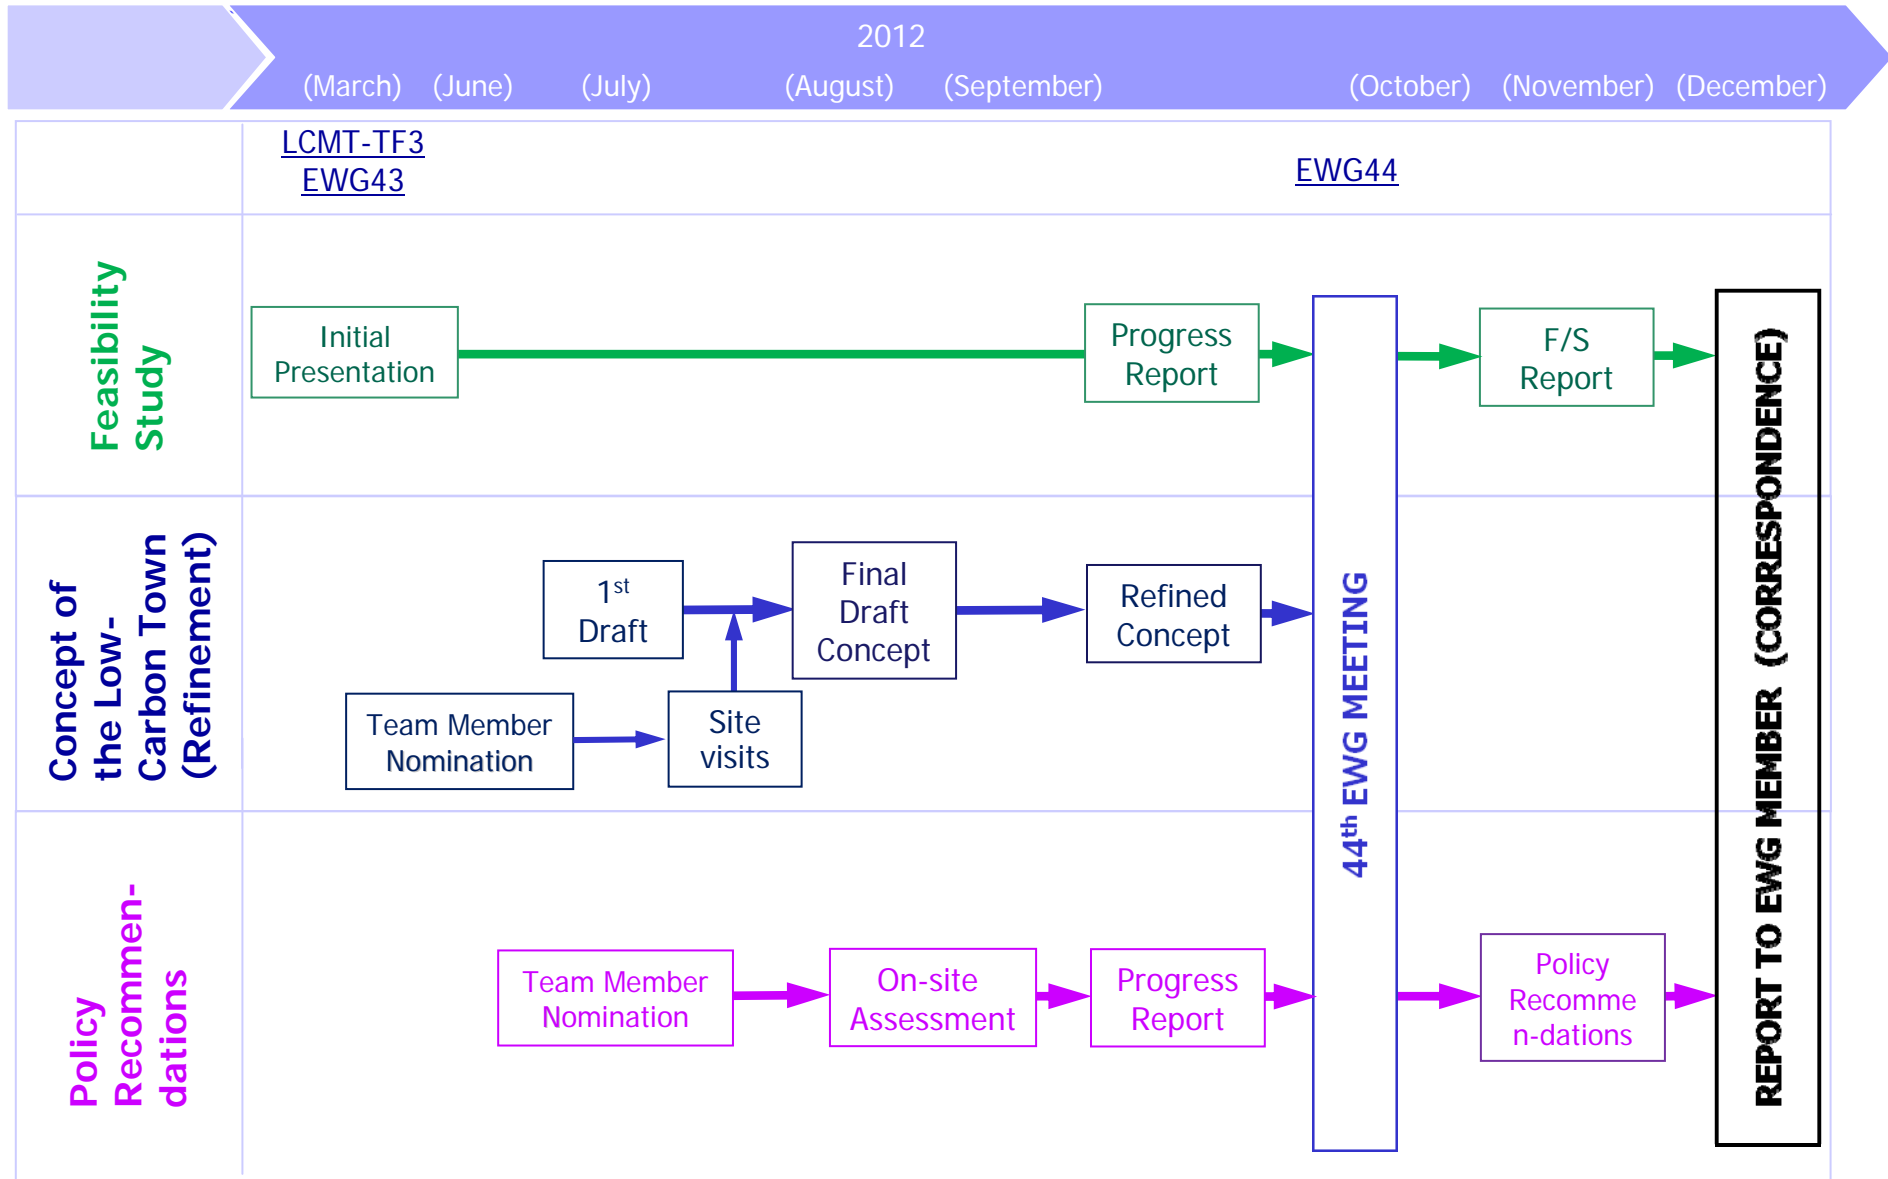 2012
(March) (June) (July) (August) (September) (October) (November) (December)
LCMT-TF3
EWG43
EWG44
Feasibility
Study
Initial
Presentation
Progress
Report
F/S
Report
Concept of
the Low-
Carbon Town
(Refinement)
1st
Draft
Final
Draft
Concept
Refined
Concept
Team Member
Nomination
Site
visits
Policy
Recommen-
dations
Team Member
Nomination
On-site
Assessment
Progress
Report
Policy
Recomme
n-dations
44th EWG MEETING
REPORT TO EWG MEMBER (CORRESPONDENCE)